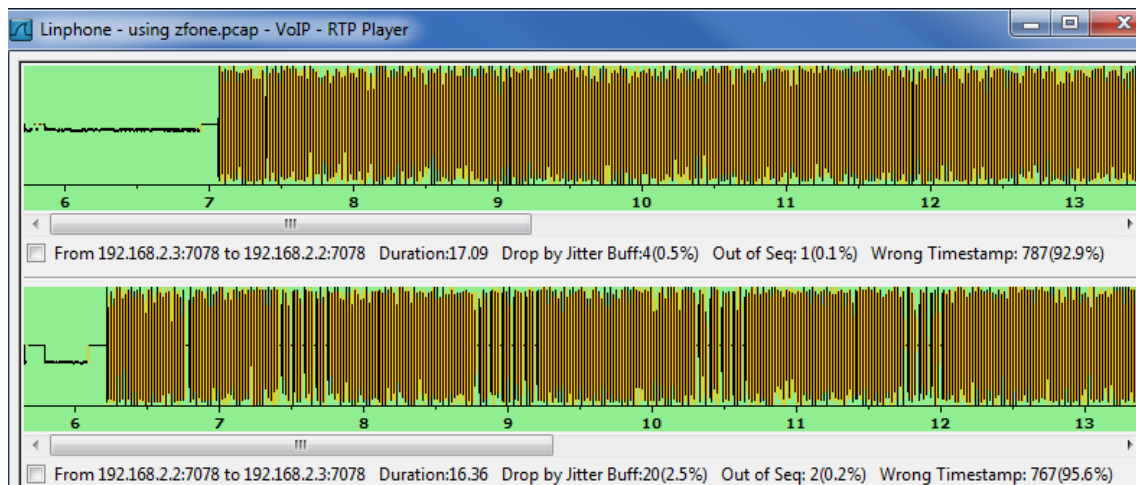 Linphone - using zfone.pcap - VoIP - RTP Player
6 7 8 9 10 11 12 13
From 192.168.2.3:7078 to 192.168.2.2:7078 Duration:17.09 Drop by Jitter Buff:4(0.5%) Out of Seq: 1(0.1%) Wrong Timestamp: 787(92.9%)
6 7 8 9 10 11 12 13
From 192.168.2.2:7078 to 192.168.2.3:7078 Duration:16.36 Drop by Jitter Buff:20(2.5%) Out of Seq: 2(0.2%) Wrong Timestamp: 767(95.6%)